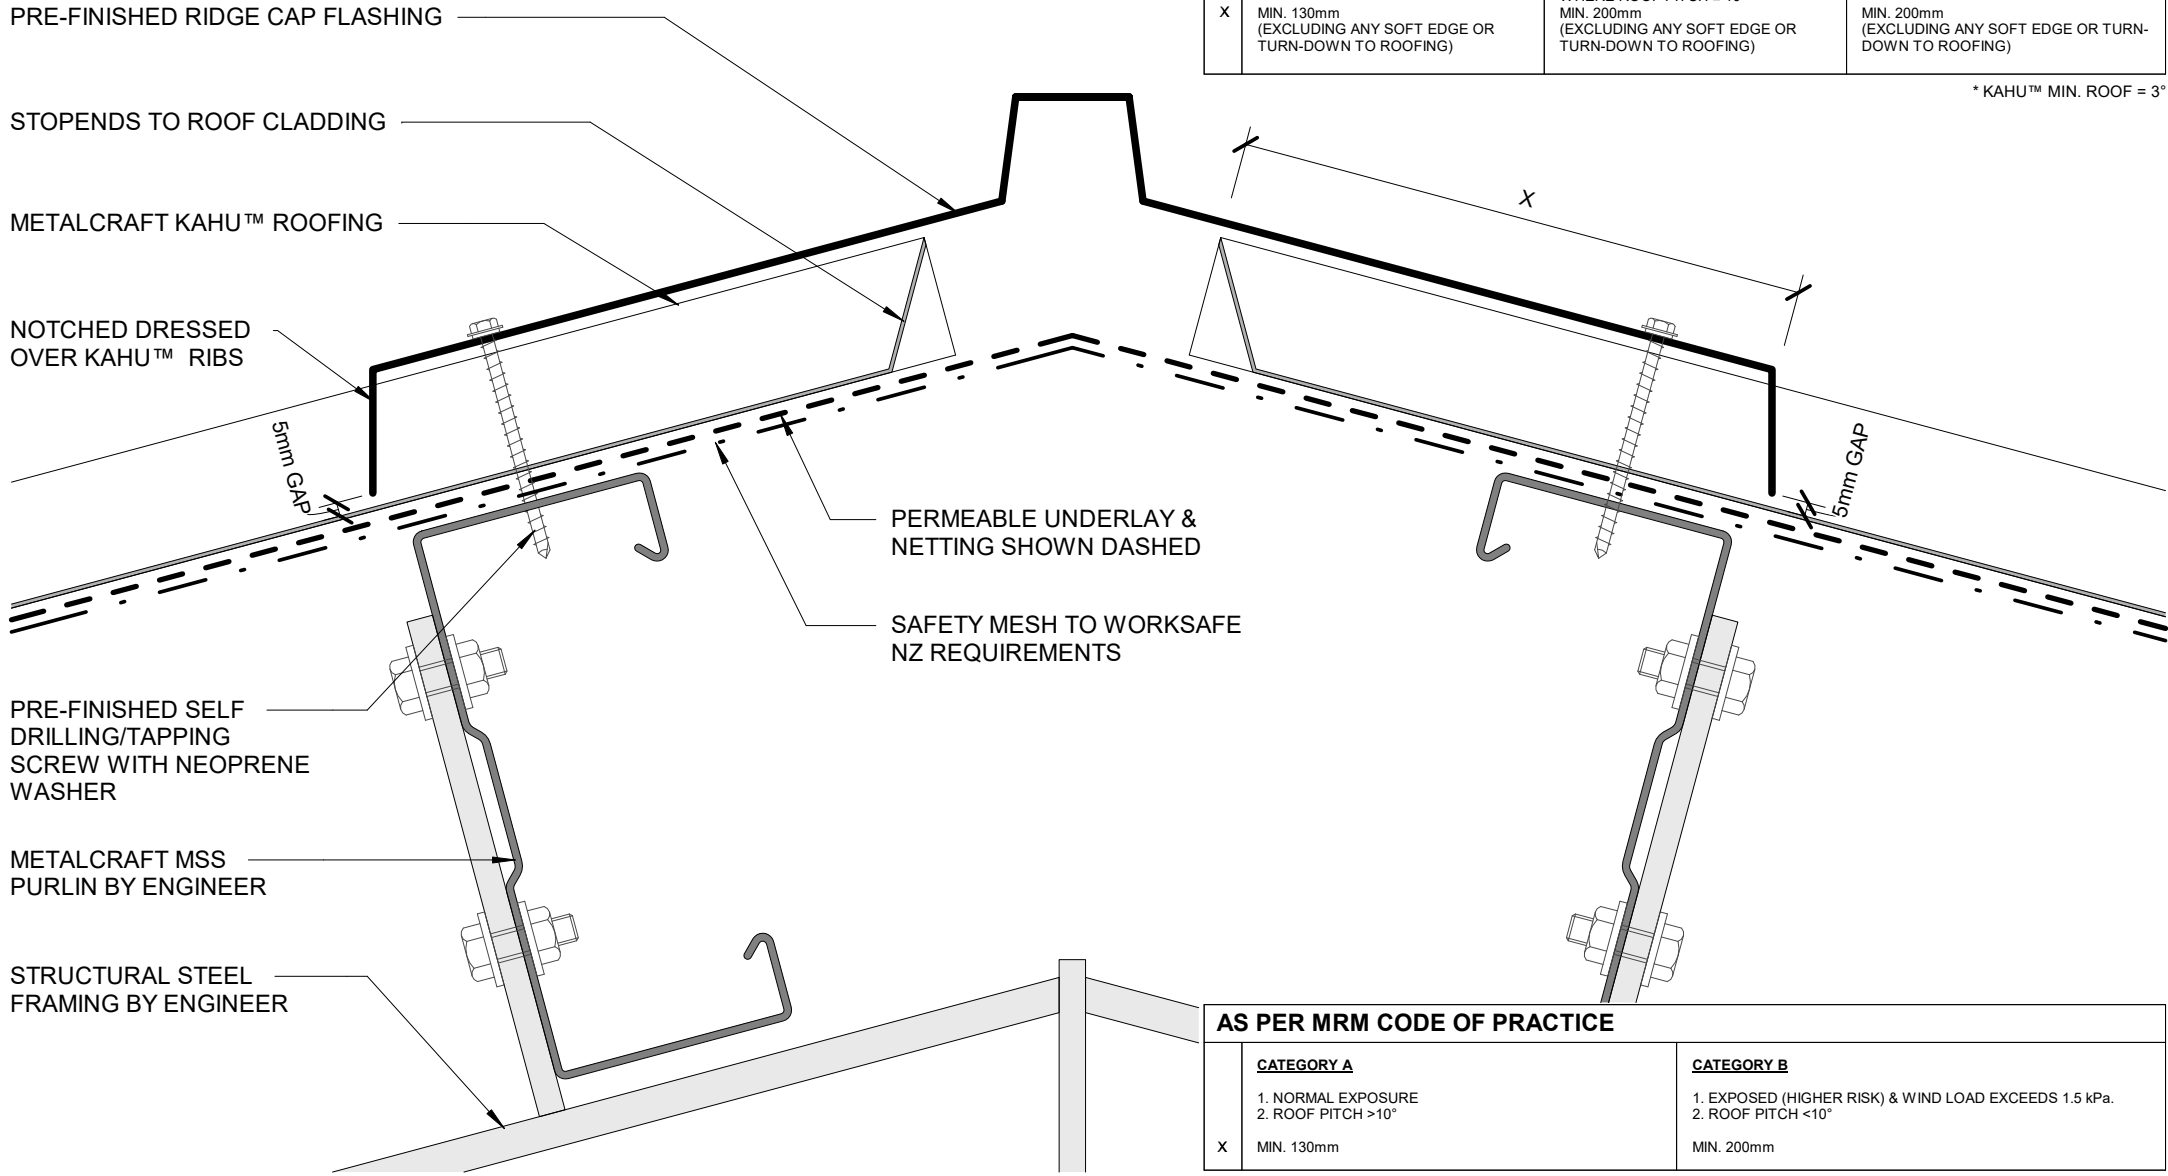 PRE-FINISHED RIDGE CAP FLASHING
STOPENDS TO ROOF CLADDING
METALCRAFT KAHU™ ROOFING
NOTCHED DRESSED
OVER KAHU™ RIBS
5mm GAP
PRE-FINISHED SELF
DRILLING/TAPPING
SCREW WITH NEOPRENE
WASHER
METALCRAFT MSS
PURLIN BY ENGINEER
STRUCTURAL STEEL
FRAMING BY ENGINEER
PERMEABLE UNDERLAY &
NETTING SHOWN DASHED
SAFETY MESH TO WORKSAFE
NZ REQUIREMENTS
X
MIN. 130mm
(EXCLUDING ANY SOFT EDGE OR
TURN-DOWN TO ROOFING)
MIN. 200mm
(EXCLUDING ANY SOFT EDGE OR
TURN-DOWN TO ROOFING)
MIN. 200mm
(EXCLUDING ANY SOFT EDGE OR TURN-
DOWN TO ROOFING)
* KAHU™ MIN. ROOF = 3°
X
5mm GAP
AS PER MRM CODE OF PRACTICE
CATEGORY A
1. NORMAL EXPOSURE
2. ROOF PITCH >10°
X
MIN. 130mm
CATEGORY B
1. EXPOSED (HIGHER RISK) & WIND LOAD EXCEEDS 1.5 kPa.
2. ROOF PITCH <10°
MIN. 200mm